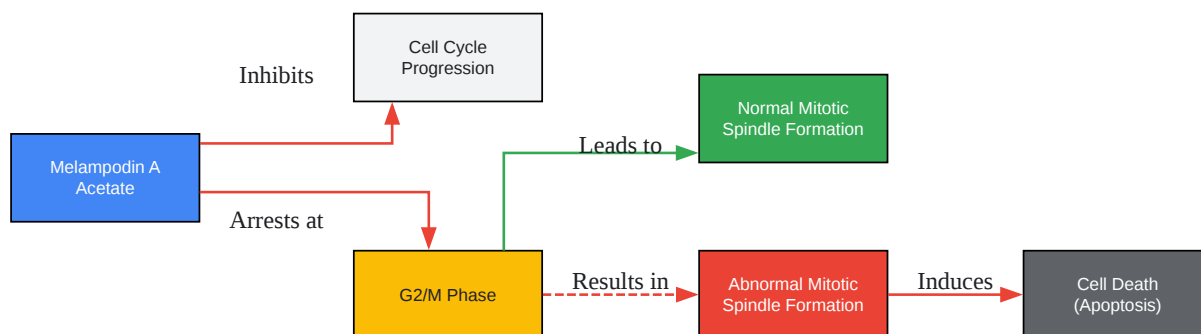 Cell Cycle
Progression
Inhibits
Normal Mitotic
Spindle Formation
Leads to
Melampodin A
Acetate
Arrests at
G2/M Phase
Results in
Abnormal Mitotic
Spindle Formation
Induces
Cell Death
(Apoptosis)